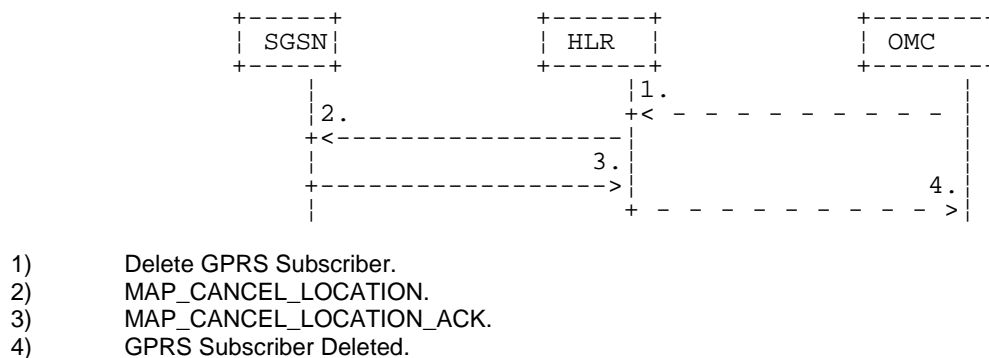 SGSN HLR OMC
1.
2.
3.
4.
1) Delete GPRS Subscriber.
2) MAP_CANCEL_LOCATION.
3) MAP_CANCEL_LOCATION_ACK.
4) GPRS Subscriber Deleted.